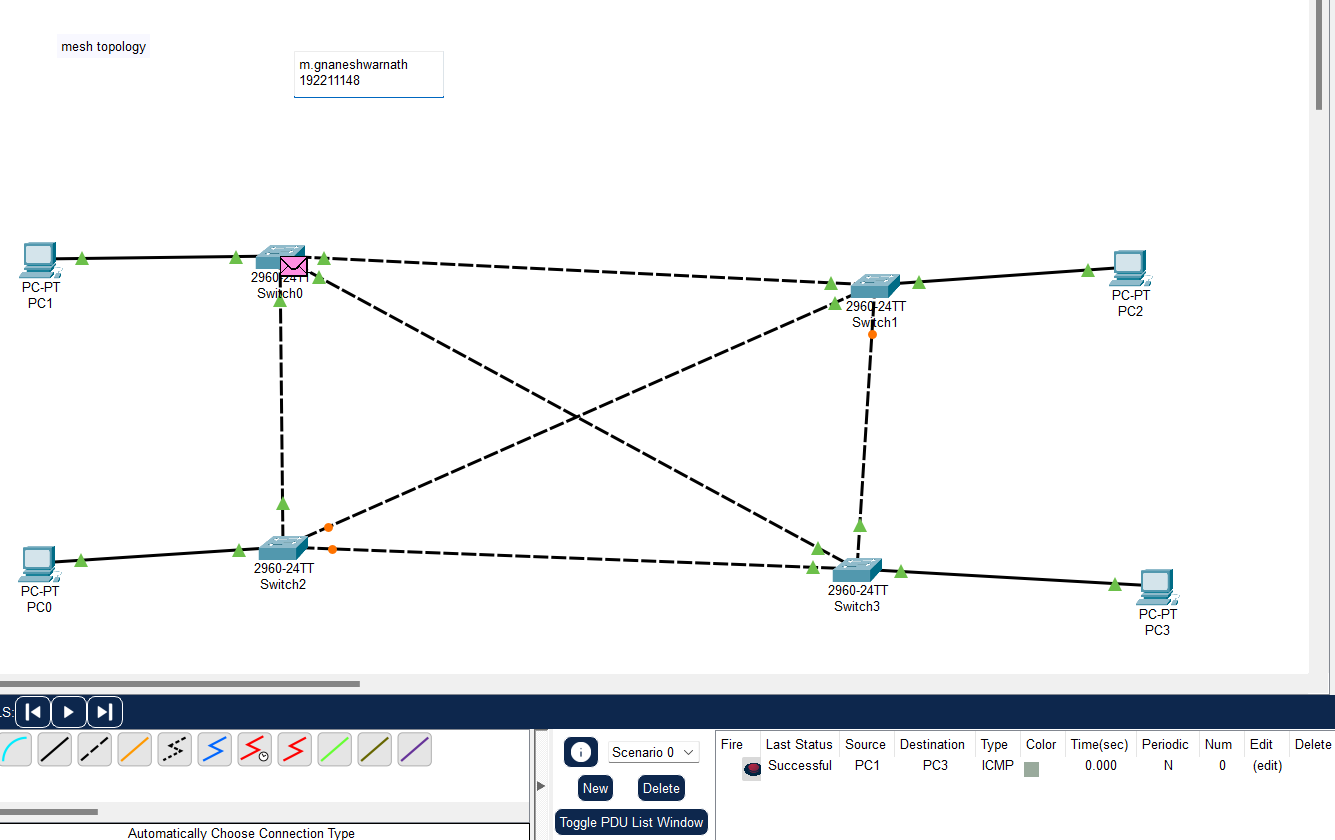 mesh topology
m.gnaneshwarnath
192211148
PC-PT
PC1
2960-24TT
Switch0
2960-24TT
Switch1
PC-PT
PC2
PC-PT
PC0
2960-24TT
Switch2
2960-24TT
Switch3
PC-PT
PC3
LS:
Scenario 0
New
Delete
Toggle PDU List Window
Fire Last Status Source Destination Type Color Time(sec) Periodic Num Edit Delete
Successful PC1 PC3 ICMP 0.000 N 0 (edit)
Automatically Choose Connection Type